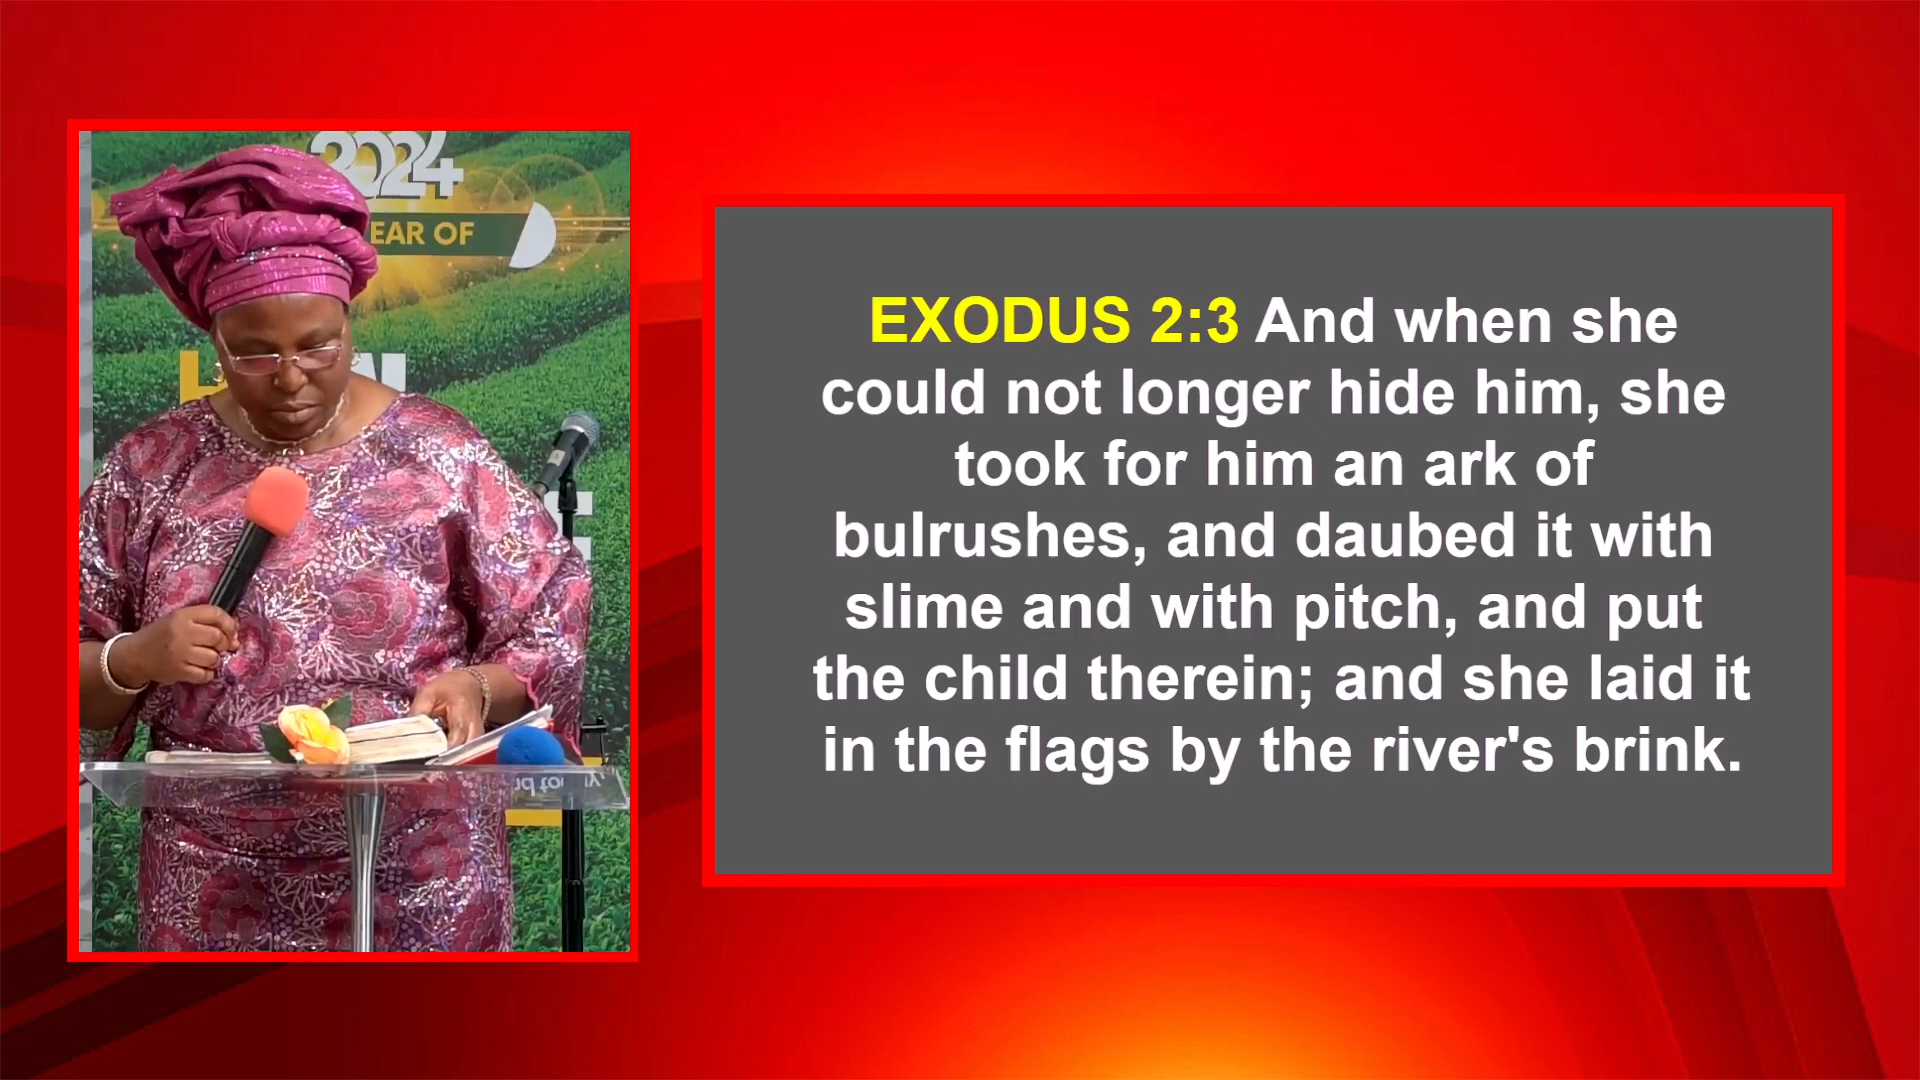 2024
EAR OF
EXODUS 2:3 And when she
could not longer hide him, she
took for him an ark of
bulrushes, and daubed it with
slime and with pitch, and put
the child therein; and she laid it
in the flags by the river's brink.